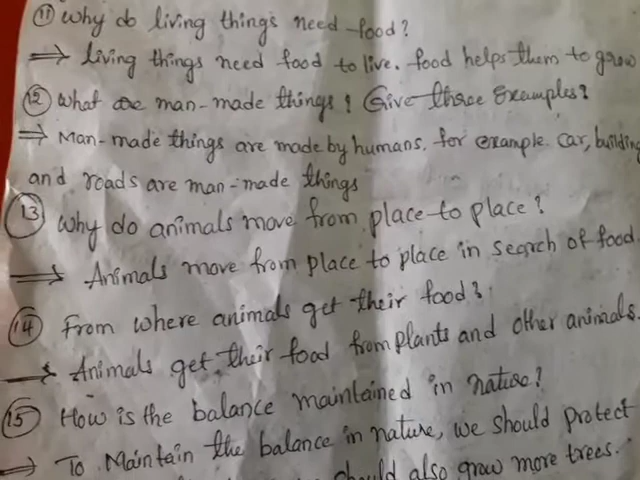 11 Why do living things need food?
⇒ Living things need food to live. food helps them to grow
12 What are man-made things? Give three Examples?
⇒ Man-made things are made by humans. for example. car, building
and roads are man-made things
13 Why do animals move from place to place?
⇒ Animals move from place to place in search of food
14 From where animals get their food?
→ Animals get their food from plants and other animals.
15 How is the balance maintained in nature?
⇒ To Maintain the balance in nature, we should protect
should also grow more trees.